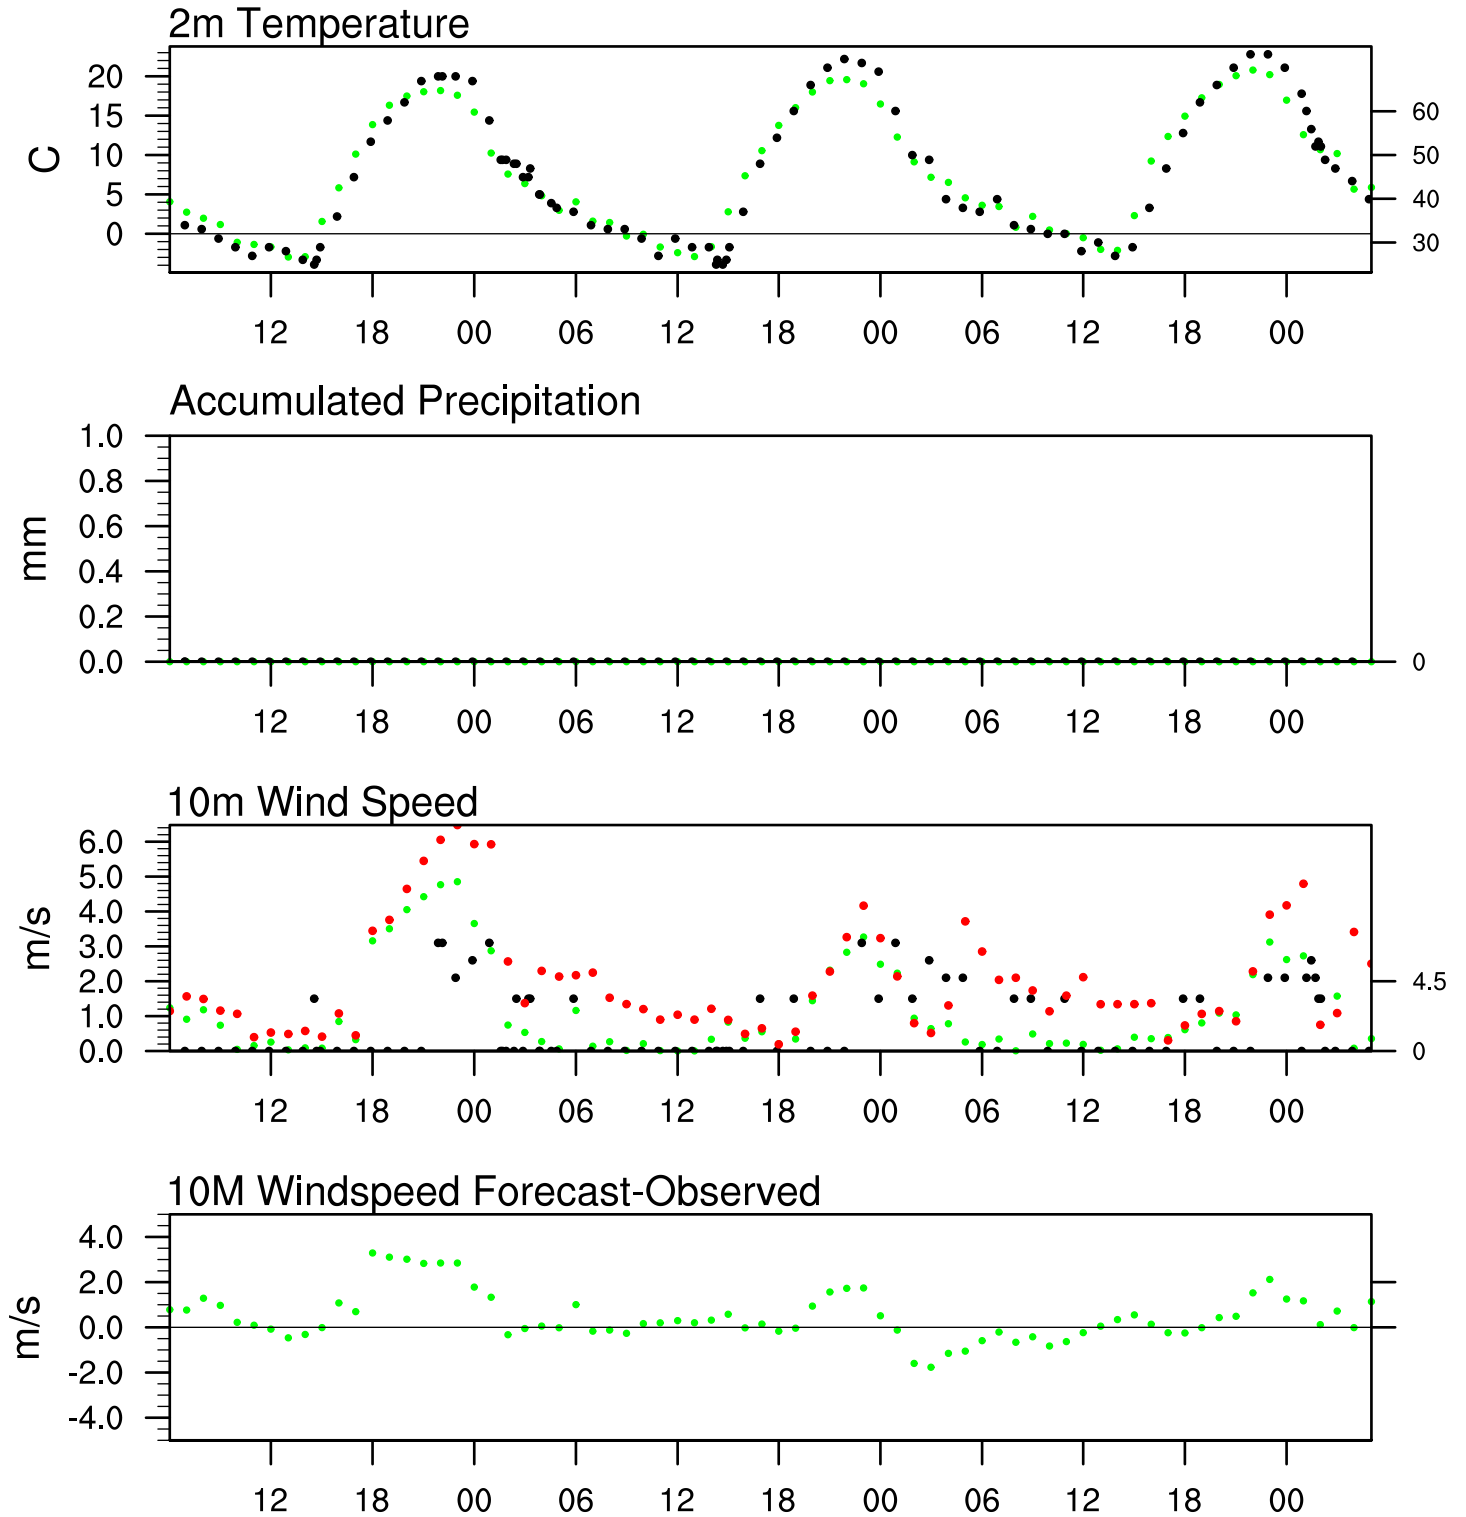 2m Temperature
20
15
60
10
50
C
5
40
0
30
12 18 00 06 12 18 00 06 12 18 00
Accumulated Precipitation
1.0
0.8
0.6
mm
0.4
0.2
0.0 0
12 18 00 06 12 18 00 06 12 18 00
10m Wind Speed
6.0
5.0
4.0
m/s
3.0
2.0 4.5
1.0
0.0 0
12 18 00 06 12 18 00 06 12 18 00
10M Windspeed Forecast-Observed
4.0
2.0
m/s
0.0
-2.0
-4.0
12 18 00 06 12 18 00 06 12 18 00